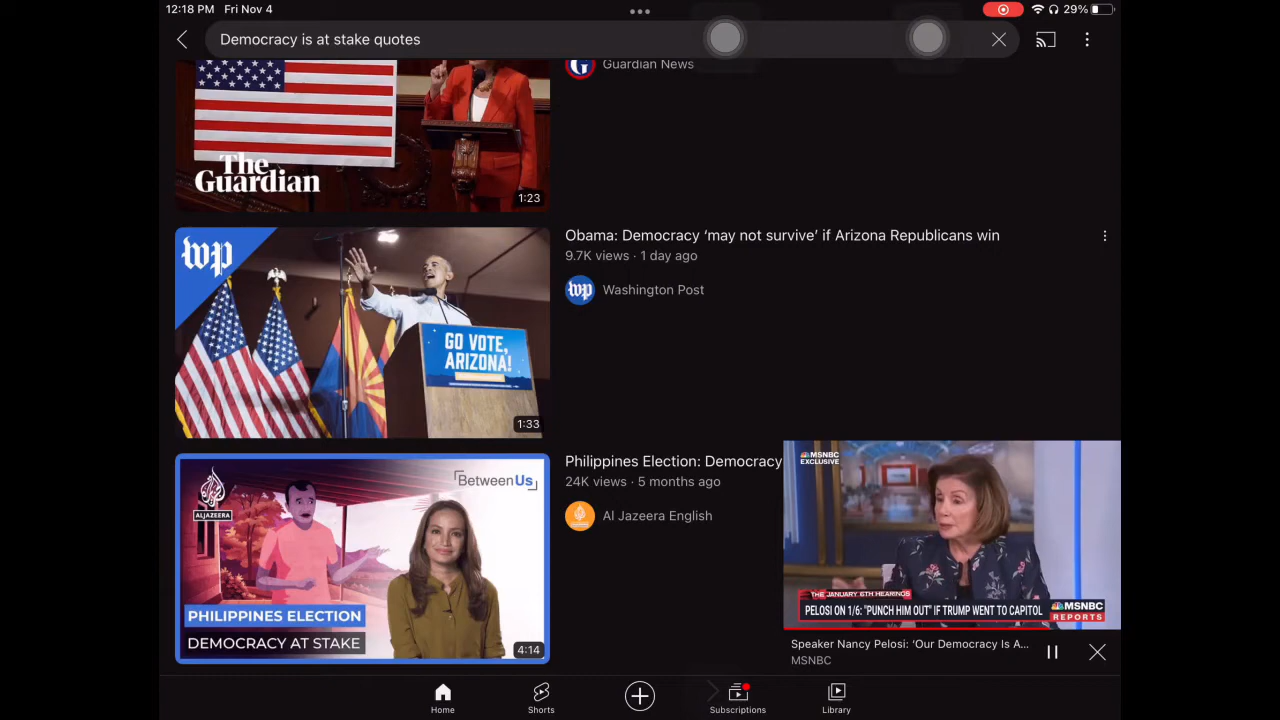 12:18 PM Fri Nov 4
29%
Democracy is at stake quotes
Guardian News
The
Guardian
1:23
wp
GO VOTE,
ARIZONA!
1:33
Obama: Democracy ‘may not survive’ if Arizona Republicans win
9.7K views · 1 day ago
wp
Washington Post
ALJAZEERA
BetweenUs
PHILIPPINES ELECTION
DEMOCRACY AT STAKE
4:14
Philippines Election: Democracy
24K views · 5 months ago
Al Jazeera English
MSNBC
EXCLUSIVE
THE JANUARY 6TH HEARINGS
PELOSI ON 1/6: "PUNCH HIM OUT" IF TRUMP WENT TO CAPITOL
MSNBC
REPORTS
Speaker Nancy Pelosi: ‘Our Democracy Is A...
MSNBC
Home
Shorts
Subscriptions
Library